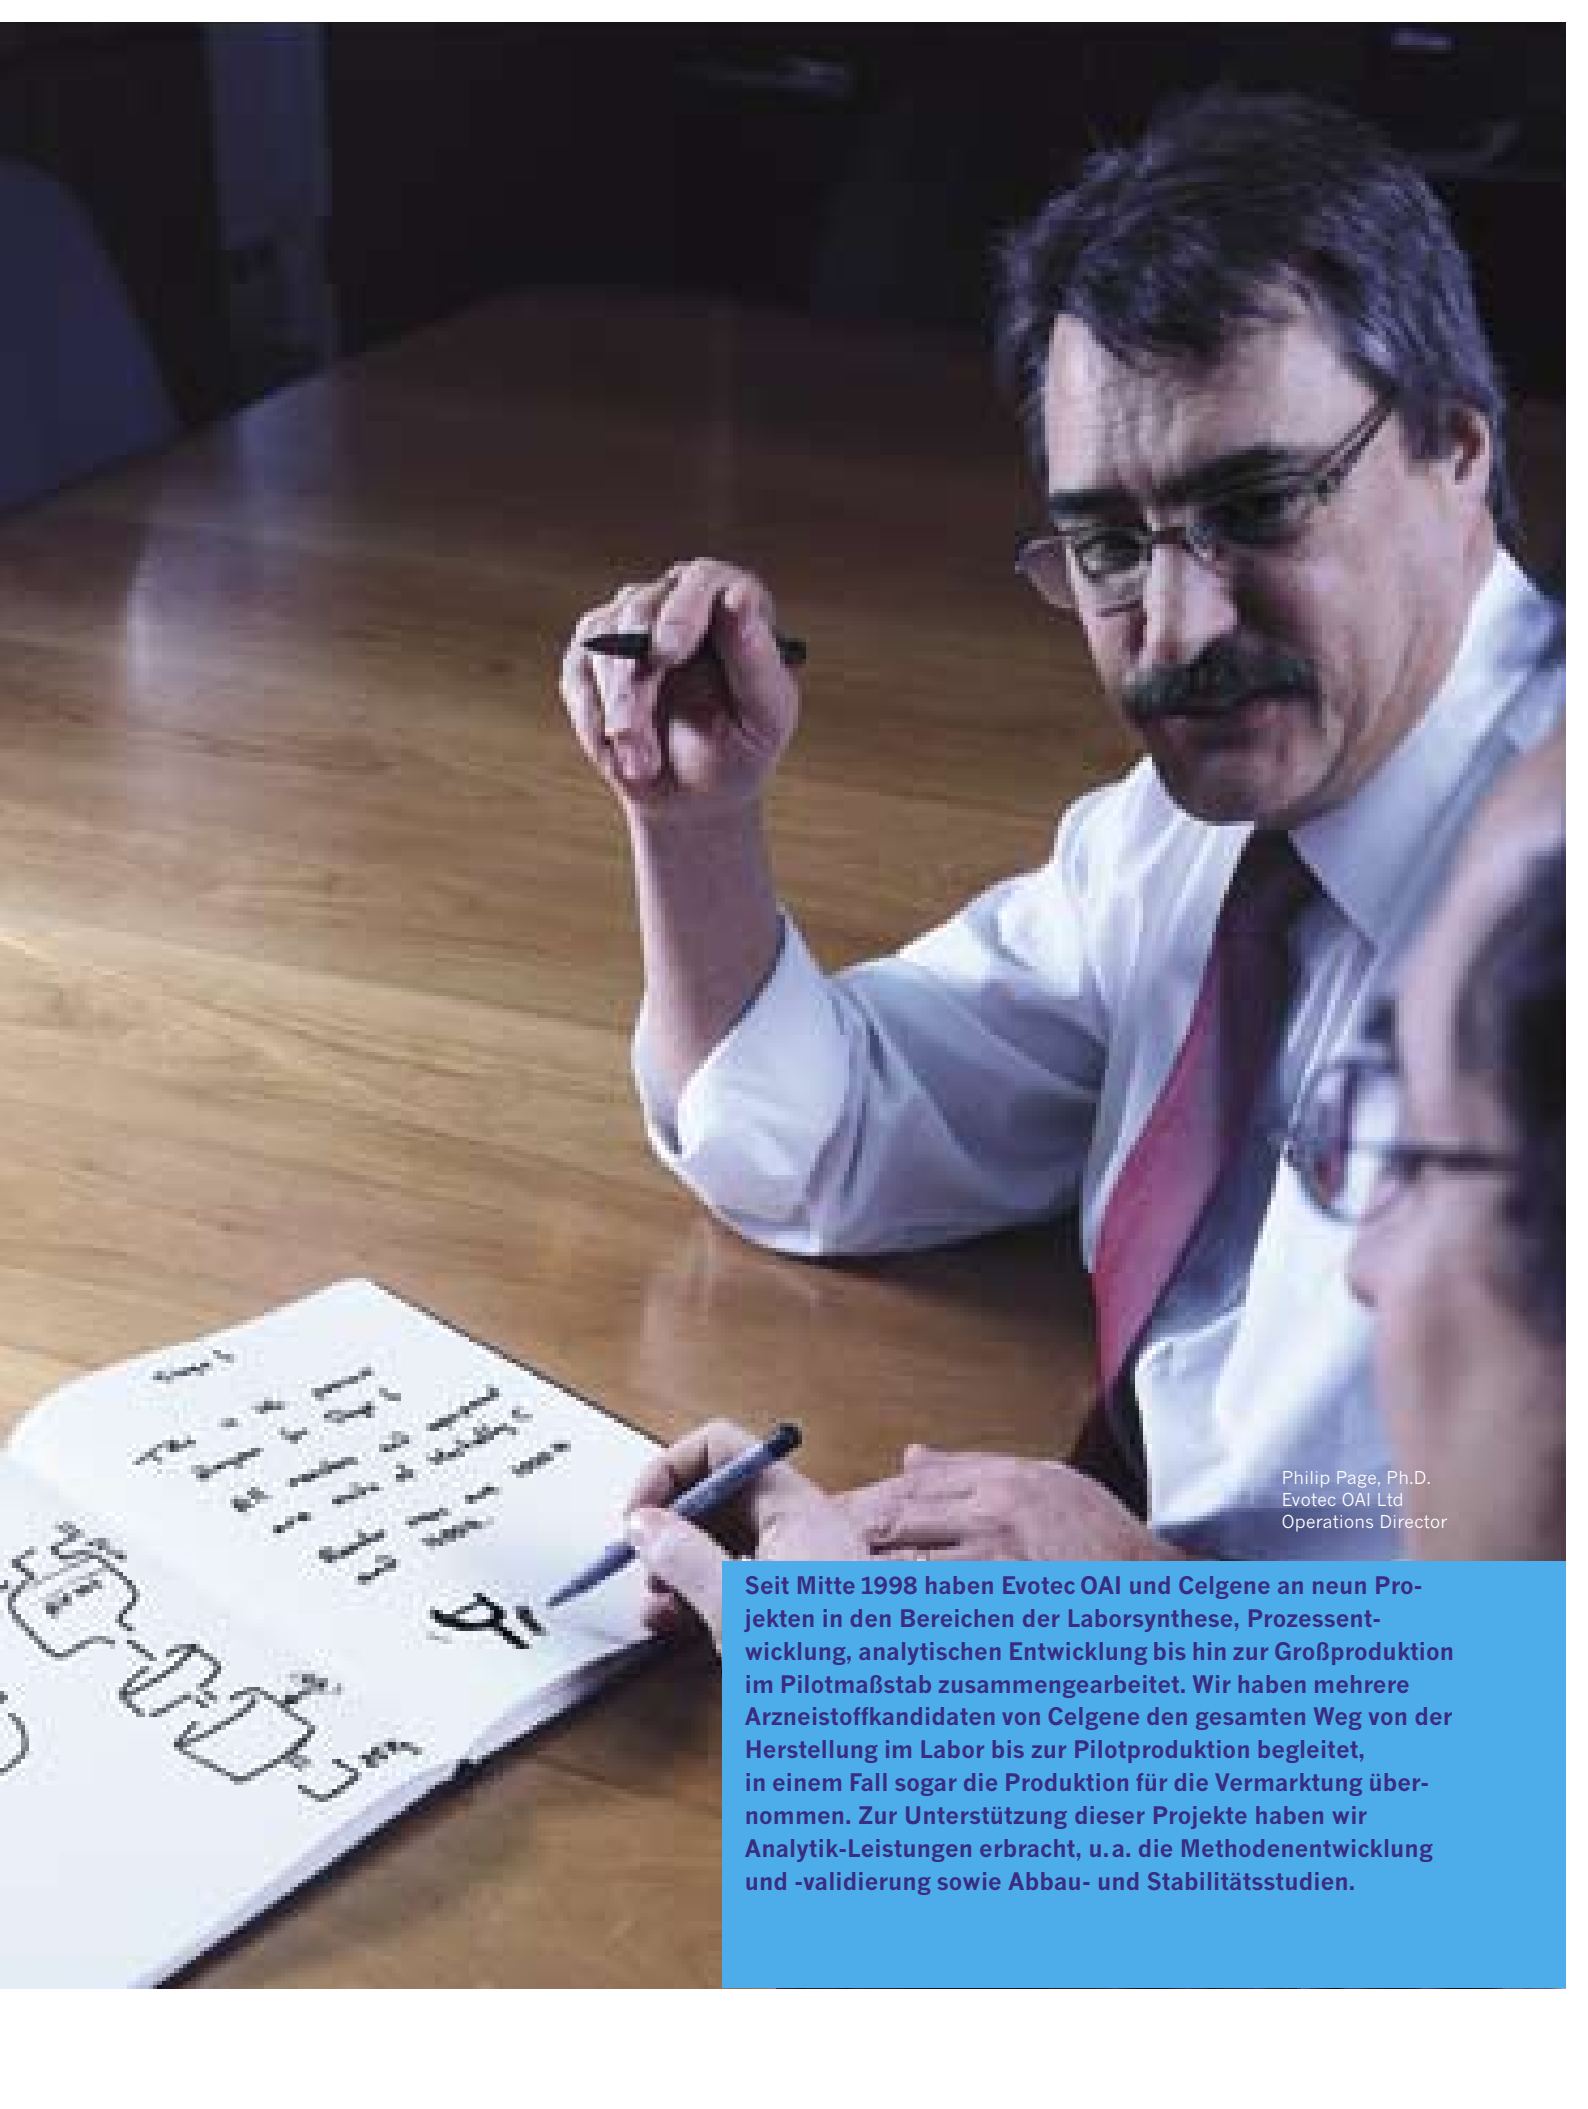 Philip Page, Ph.D.
Evotec OAI Ltd
Operations Director
Seit Mitte 1998 haben Evotec OAI und Celgene an neun Pro-
jekten in den Bereichen der Laborsynthese, Prozessent-
wicklung, analytischen Entwicklung bis hin zur Großproduktion
im Pilotmaßstab zusammengearbeitet. Wir haben mehrere
Arzneistoffkandidaten von Celgene den gesamten Weg von der
Herstellung im Labor bis zur Pilotproduktion begleitet,
in einem Fall sogar die Produktion für die Vermarktung über-
nommen. Zur Unterstützung dieser Projekte haben wir
Analytik-Leistungen erbracht, u. a. die Methodenentwicklung
und -validierung sowie Abbau- und Stabilitätsstudien.